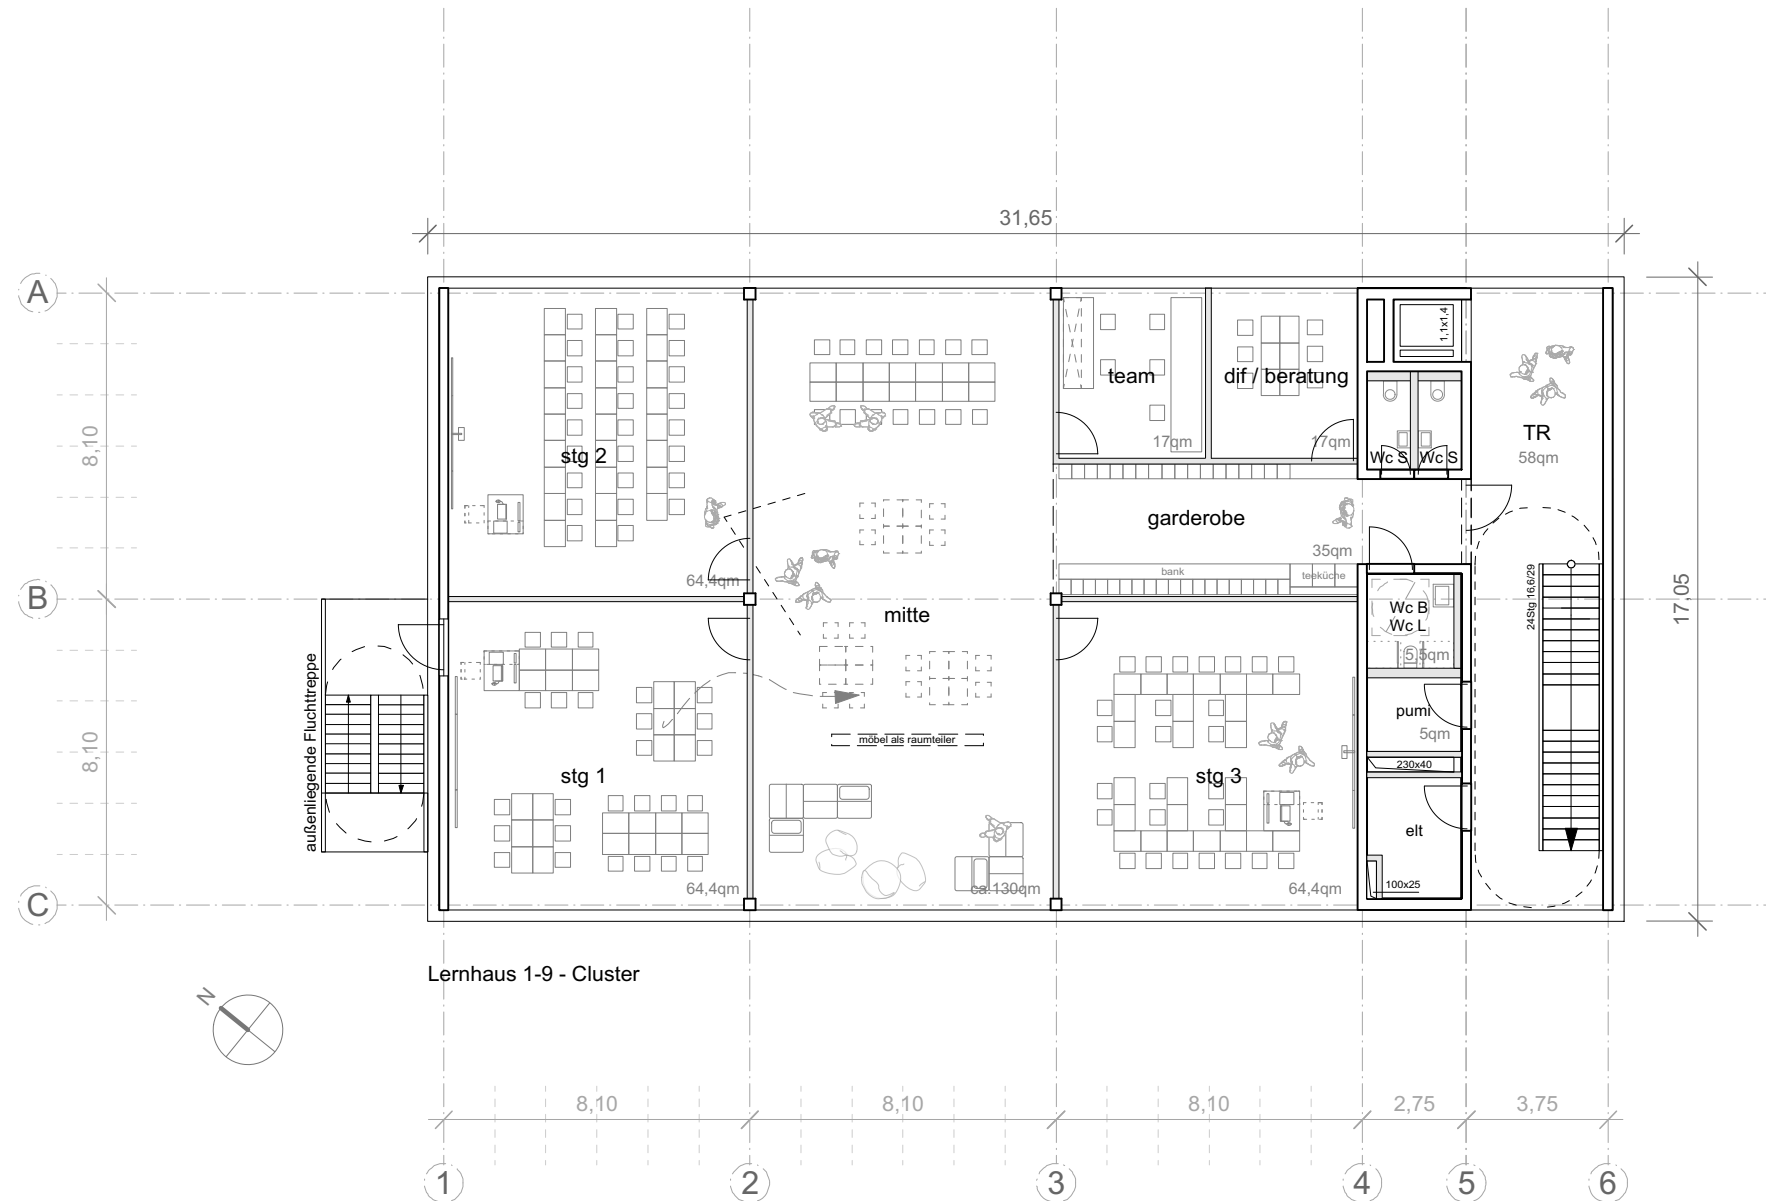 31,65
A
1,1x1,4
team
dif / beratung
8,10
17qm
17qm
TR
58qm
stg 2
Wc S
Wc S
garderobe
35qm
bank
teeküche
64,4qm
B
24Stg 16,6/29
17,05
mitte
Wc B
Wc L
5,5qm
außenliegende Fluchttreppe
pumi
5qm
8,10
möbel als raumteiler
230x40
stg 1
stg 3
elt
64,4qm
ca.130qm
64,4qm
100x25
C
Lernhaus 1-9 - Cluster
N
8,10
8,10
8,10
2,75
3,75
1
2
3
4
5
6